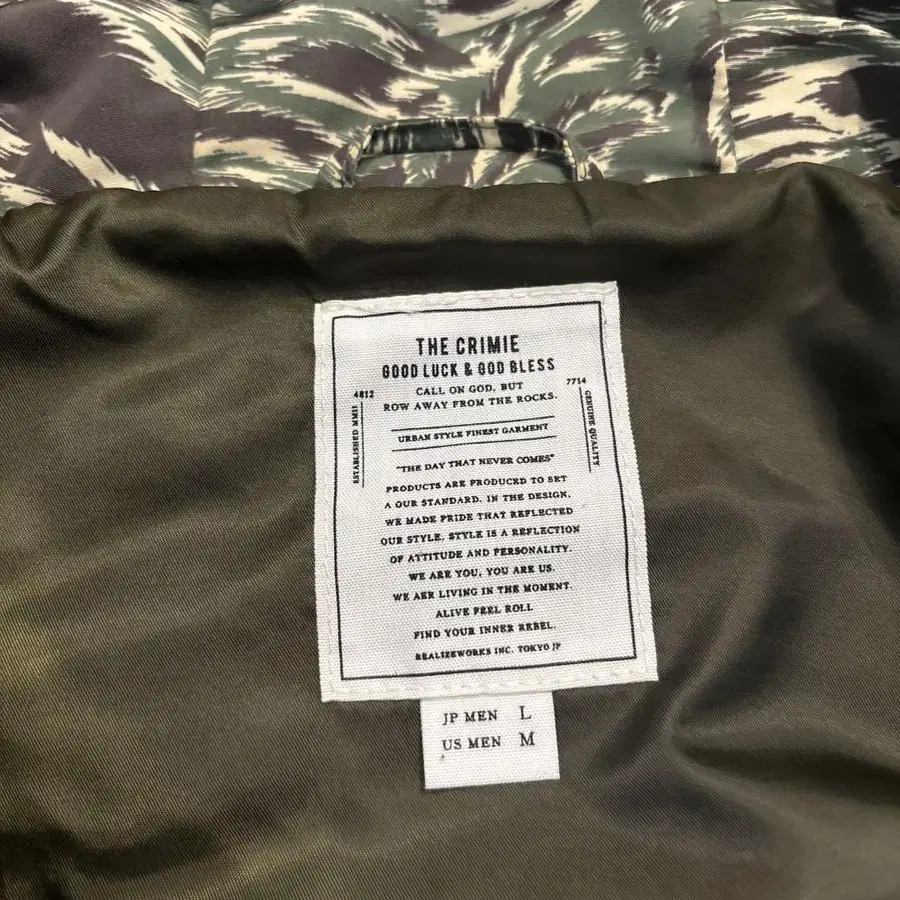 THE CRIMIE
GOOD LUCK & GOD BLESS
CALL ON GOD, BUT
ROW AWAY FROM THE ROCKS.
4812
7714
ESTABLISHED MMIS
GENUINE QUALITY
URBAN STYLE FINEST GARMENT
"THE DAY THAT NEVER COMES"
PRODUCTS ARE PRODUCRD TO SET
A OUR STANDARD. IN THE DESIGN,
WE MADE PRIDE THAT REFLECTED
OUR STYLE. STYLE IS A REFLECTION
OF ATTITUDE AND PERSONALITY.
WE ARE YOU, YOU ARE US.
WE AER LIVING IN THE MOMENT.
ALIVE FEEL ROLL
FIND YOUR INNER REBEL.
REALIZEWORKS INC. TOKYO JP
JP MEN L
US MEN M